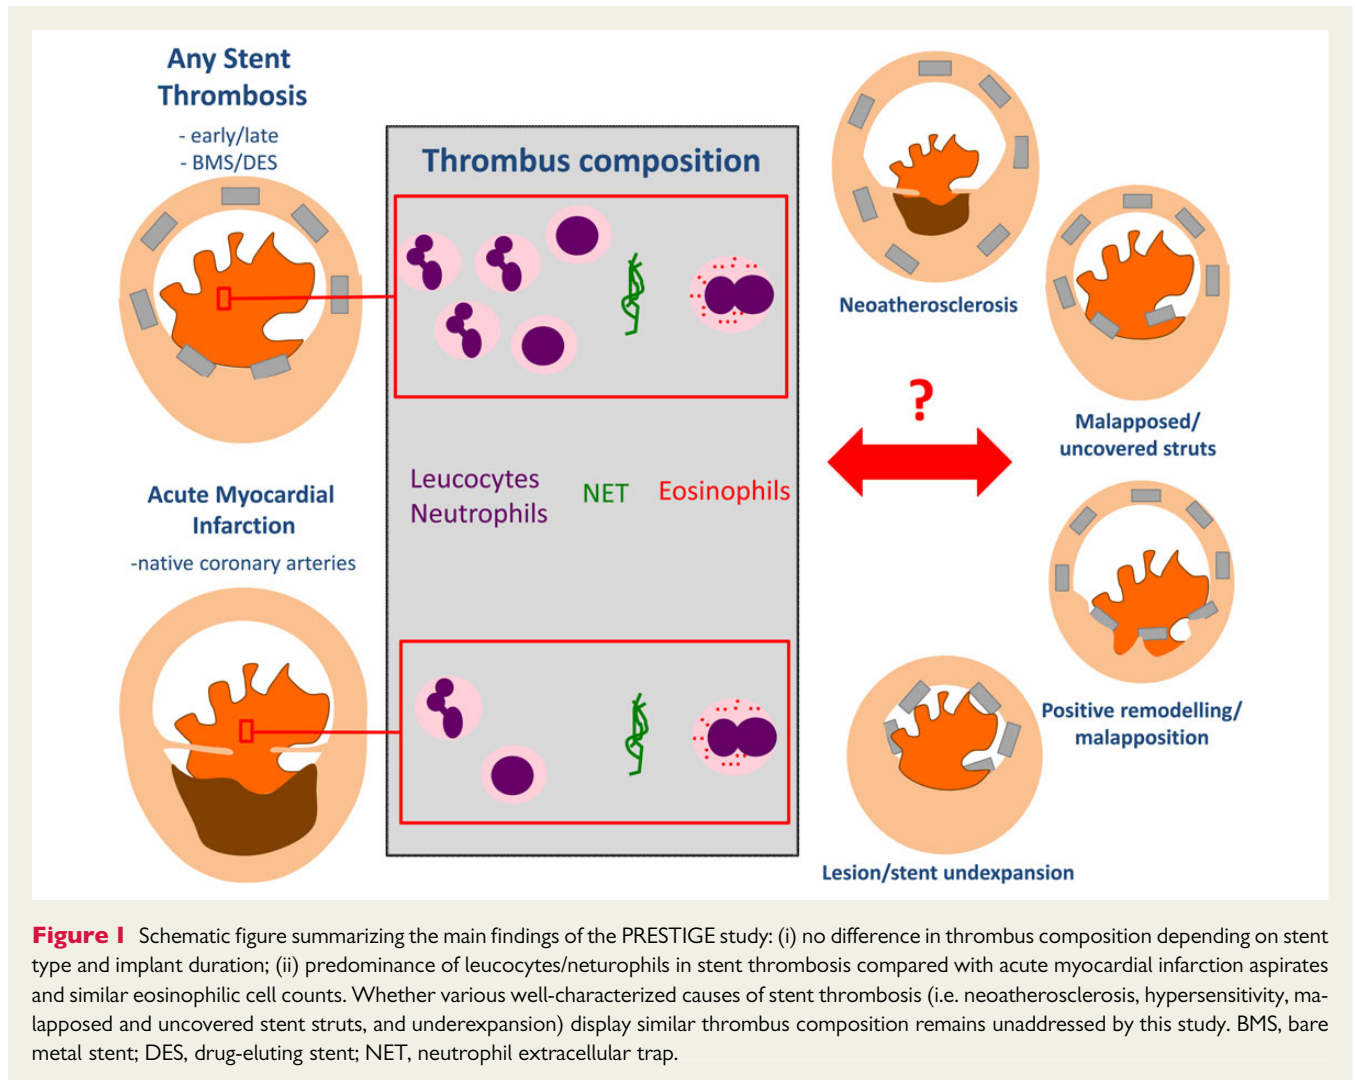 Any Stent
Thrombosis
- early/late
- BMS/DES
Thrombus composition
Leucocytes
Neutrophils
NET
Eosinophils
Acute Myocardial
Infarction
-native coronary arteries
Neoatherosclerosis
?
Malapposed/
uncovered struts
Positive remodelling/
malapposition
Lesion/stent undexpansion
Figure 1 Schematic figure summarizing the main findings of the PRESTIGE study: (i) no difference in thrombus composition depending on stent
type and implant duration; (ii) predominance of leucocytes/neturophils in stent thrombosis compared with acute myocardial infarction aspirates
and similar eosinophilic cell counts. Whether various well-characterized causes of stent thrombosis (i.e. neoatherosclerosis, hypersensitivity, ma-
lapposed and uncovered stent struts, and underexpansion) display similar thrombus composition remains unaddressed by this study. BMS, bare
metal stent; DES, drug-eluting stent; NET, neutrophil extracellular trap.